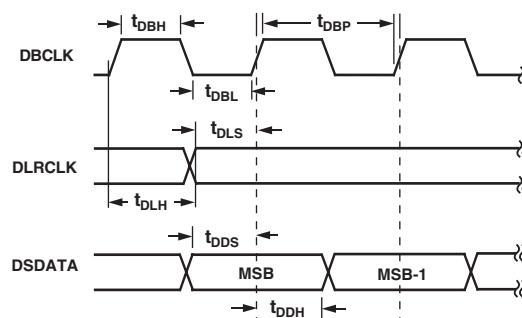 tDBH
tDBP
DBCLK
tDBL
tDLS
DLRCLK
tDLH
tDDS
DSDATA
MSB
MSB-1
tDDH